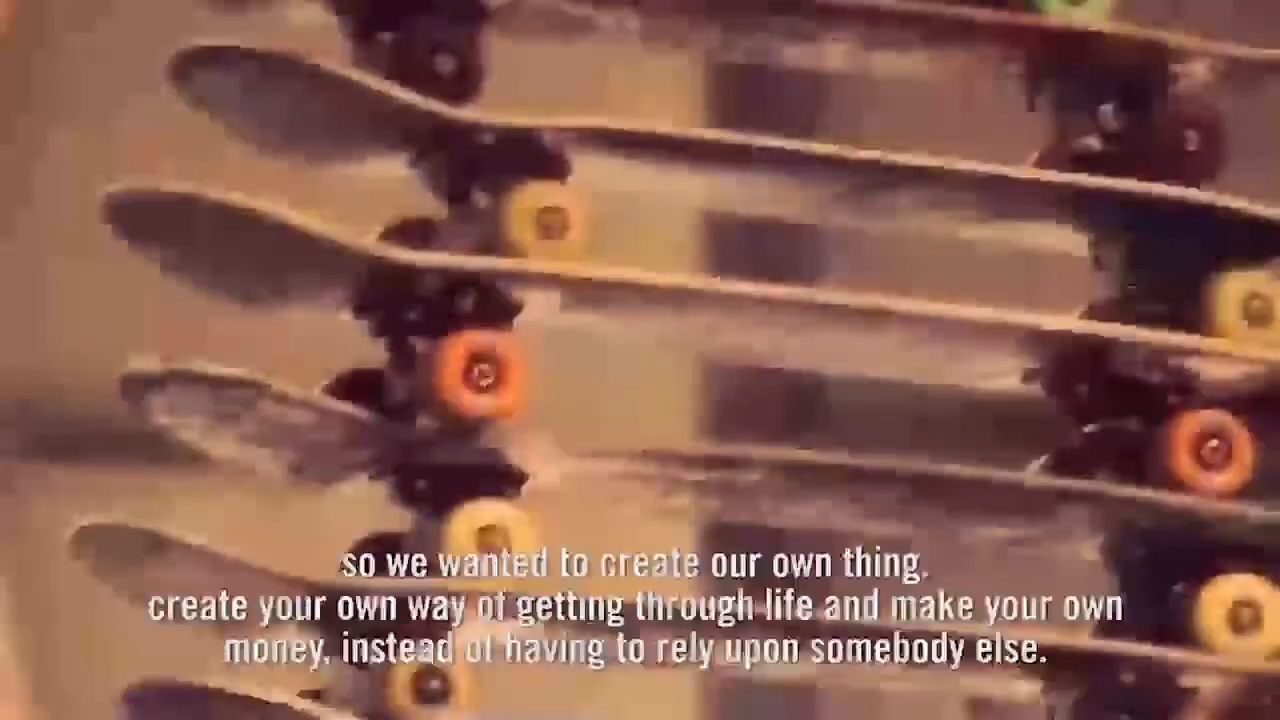 so we wanted to create our own thing.
create your own way of getting through life and make your own
money, instead of having to rely upon somebody else.